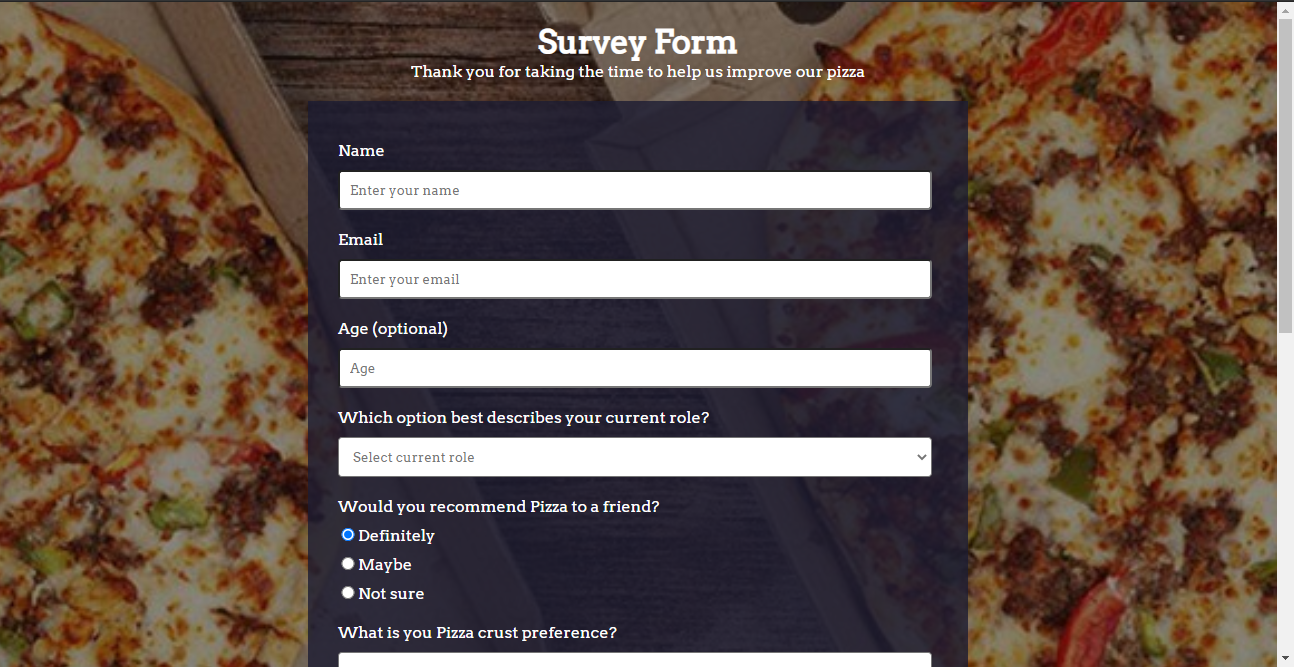 Survey Form
Thank you for taking the time to help us improve our pizza
Name
Enter your name
Email
Enter your email
Age (optional)
Age
Which option best describes your current role?
Select current role
Would you recommend Pizza to a friend?
Definitely
Maybe
Not sure
What is you Pizza crust preference?